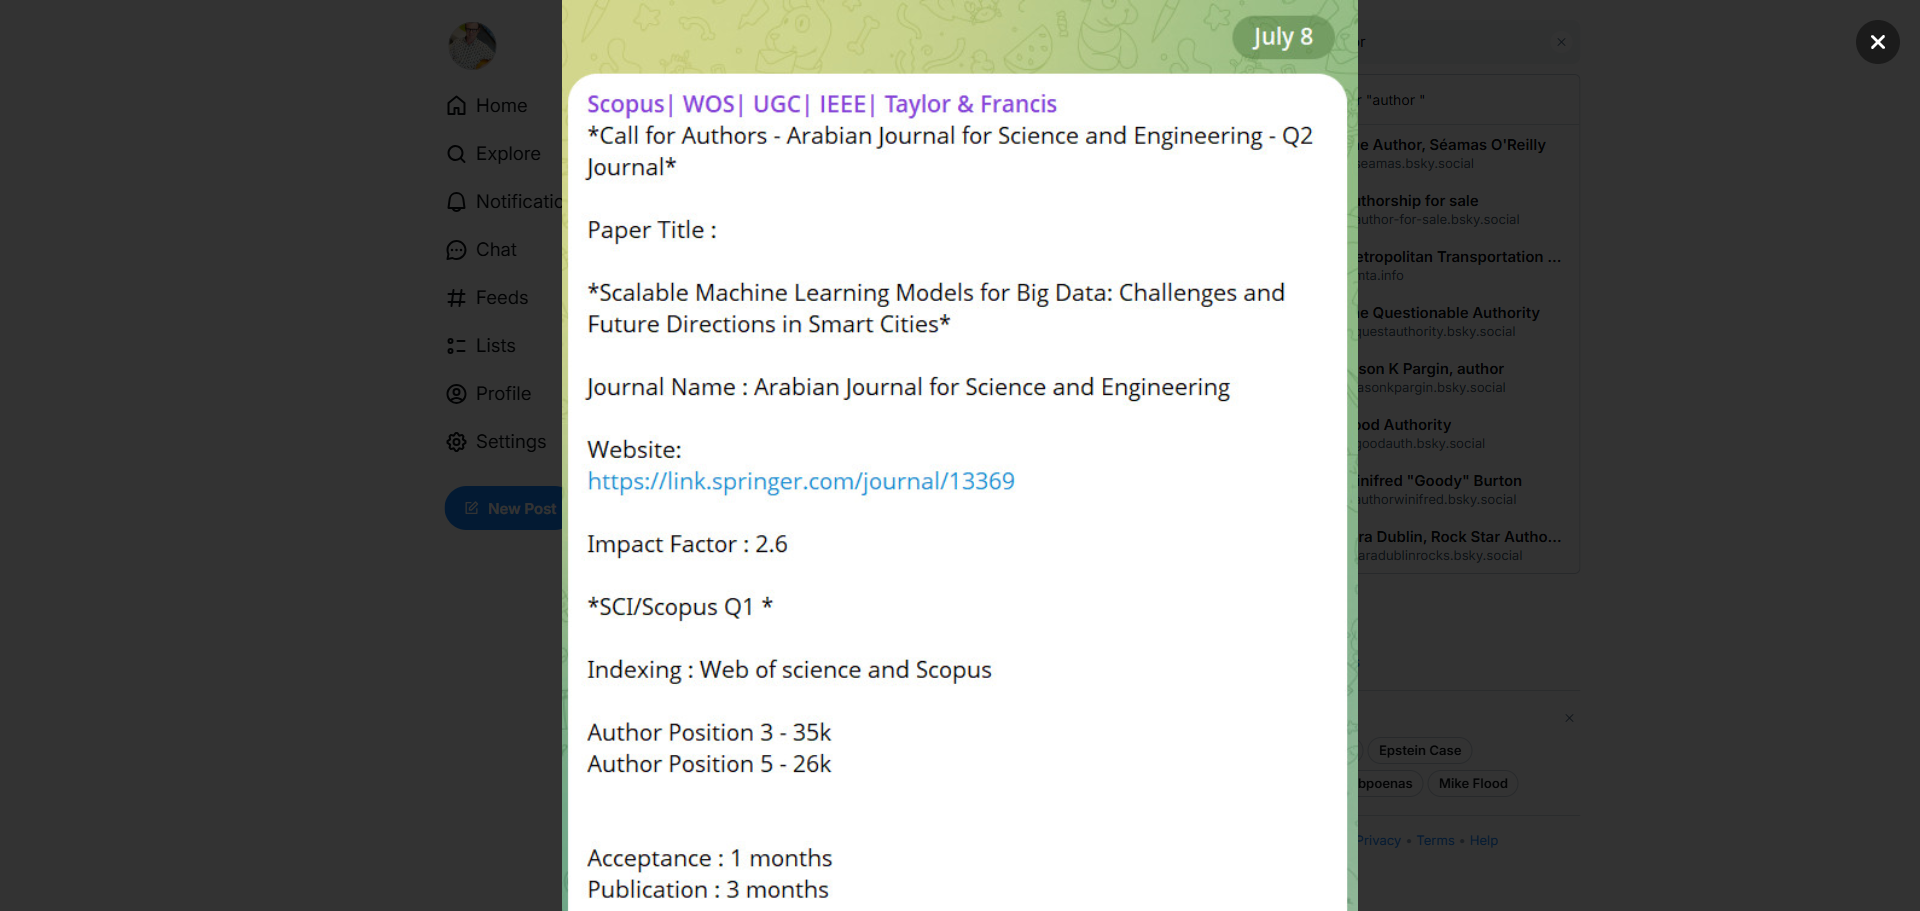 July 8
Scopus| WOS| UGC| IEEE| Taylor & Francis
*Call for Authors - Arabian Journal for Science and Engineering - Q2
Journal*
Paper Title :
*Scalable Machine Learning Models for Big Data: Challenges and
Future Directions in Smart Cities*
Journal Name : Arabian Journal for Science and Engineering
Website:
https://link.springer.com/journal/13369
Impact Factor : 2.6
*SCI/Scopus Q1 *
Indexing : Web of science and Scopus
Author Position 3 - 35k
Author Position 5 - 26k
Acceptance : 1 months
Publication : 3 months
Home
Explore
Notificatio
Chat
Feeds
Lists
Profile
Settings
New Post
"author "
e Author, Séamas O'Reilly
eamas.bsky.social
thorship for sale
uthor-for-sale.bsky.social
etropolitan Transportation ...
nta.info
e Questionable Authority
questauthority.bsky.social
son K Pargin, author
asonkpargin.bsky.social
od Authority
goodauth.bsky.social
inifred "Goody" Burton
uthorwinifred.bsky.social
ra Dublin, Rock Star Autho...
aradublinrocks.bsky.social
Epstein Case
bpoenas
Mike Flood
Privacy • Terms • Help